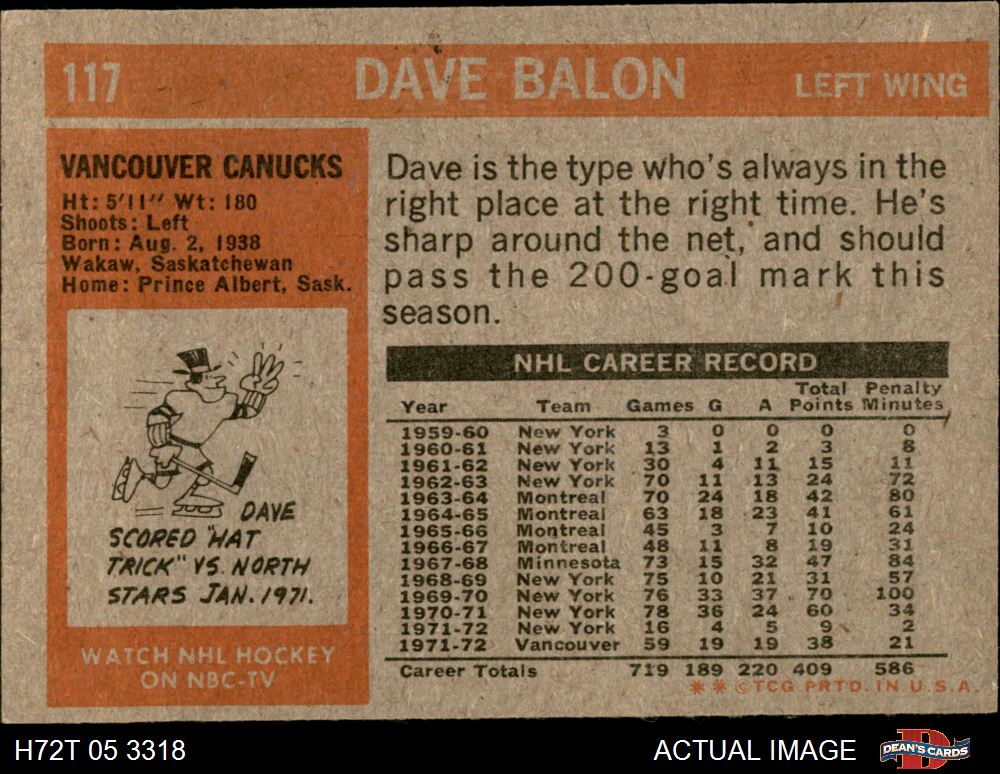 117 DAVE BALON LEFT WING
VANCOUVER CANUCKS
Ht: 5'11" Wt: 180
Shoots: Left
Born: Aug. 2, 1938
Wakaw, Saskatchewan
Home: Prince Albert, Sask.
DAVE
SCORED "HAT
TRICK" VS. NORTH
STARS JAN. 1971.
WATCH NHL HOCKEY
ON NBC-TV
Dave is the type who's always in the
right place at the right time. He's
sharp around the net, and should
pass the 200-goal mark this
season.
NHL CAREER RECORD
Total Penalty
Year Team Games G A Points Minutes
1959-60 New York 3 0 0 0 0
1960-61 New York 13 1 2 3 8
1961-62 New York 30 4 11 15 11
1962-63 New York 70 11 13 24 72
1963-64 Montreal 70 24 18 42 80
1964-65 Montreal 63 18 23 41 61
1965-66 Montreal 45 3 7 10 24
1966-67 Montreal 48 11 8 19 31
1967-68 Minnesota 73 15 32 47 84
1968-69 New York 75 10 21 31 57
1969-70 New York 76 33 37 70 100
1970-71 New York 78 36 24 60 34
1971-72 New York 16 4 5 9 2
1971-72 Vancouver 59 19 19 38 21
Career Totals 719 189 220 409 586
** © TCG PRTD. IN U.S.A.
H72T 05 3318 ACTUAL IMAGE DEAN'S CARDS